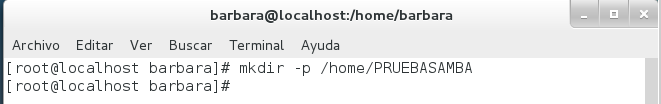 barbara@localhost:/home/barbara
Archivo Editar Ver Buscar Terminal Ayuda
[root@localhost barbara]# mkdir -p /home/PRUEBASAMBA
[root@localhost barbara]#